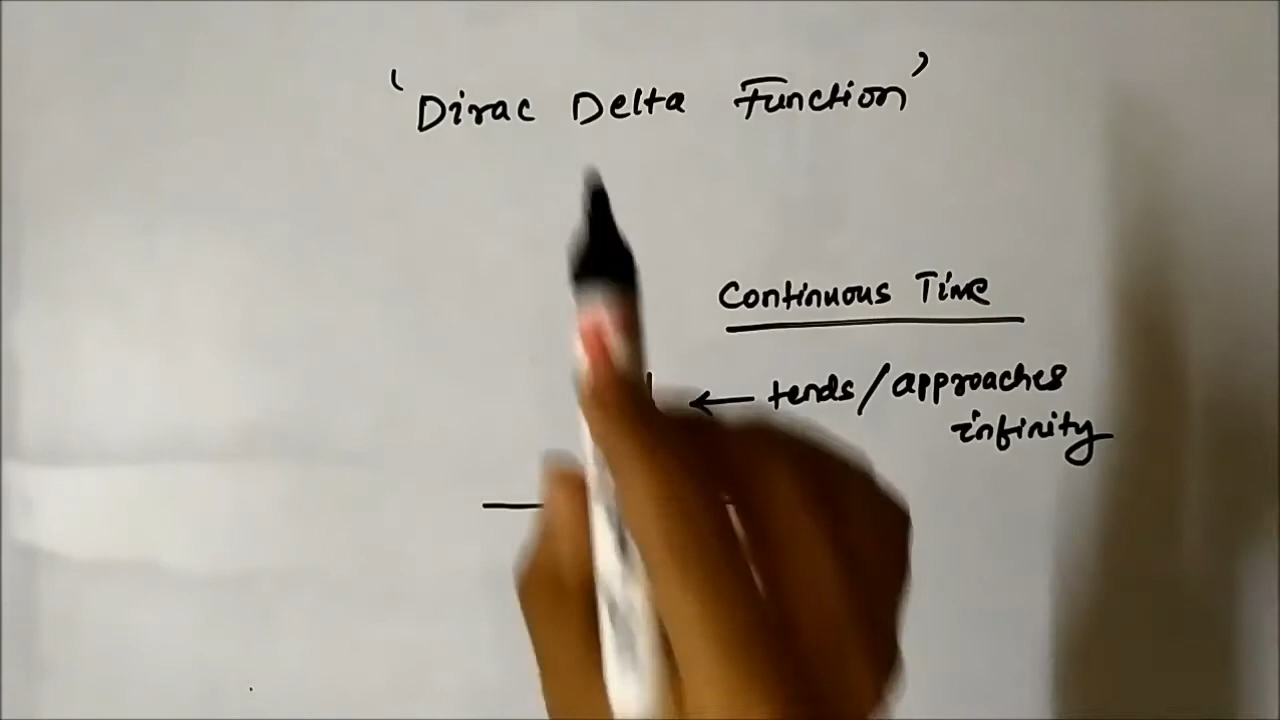 'Dirac Delta Function'
Continuous Time
← tends/approaches
infinity